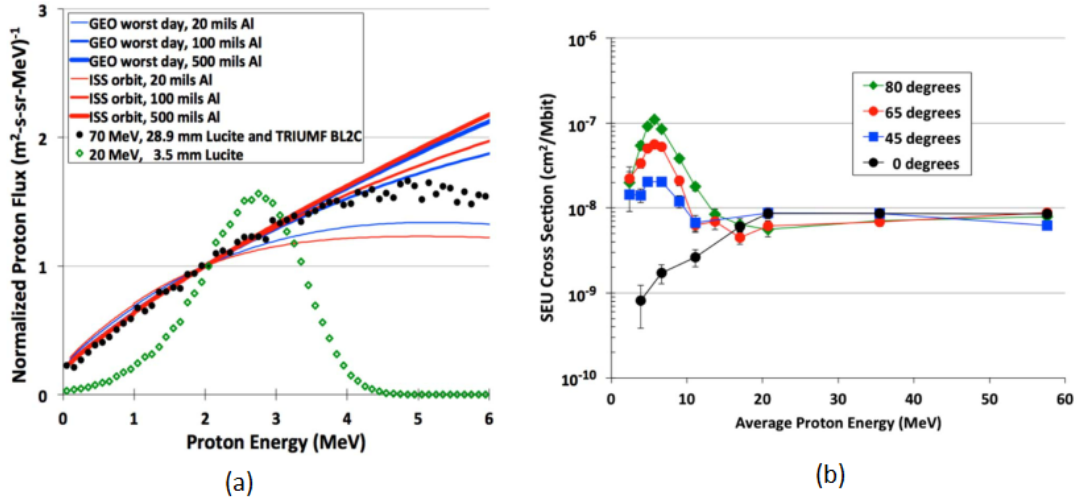 3
2
1
0
Normalized Proton Flux (m²-s-sr-MeV)⁻¹
GEO worst day, 20 mils Al
GEO worst day, 100 mils Al
GEO worst day, 500 mils Al
ISS orbit, 20 mils Al
ISS orbit, 100 mils Al
ISS orbit, 500 mils Al
70 MeV, 28.9 mm Lucite and TRIUMF BL2C
20 MeV, 3.5 mm Lucite
0 1 2 3 4 5 6
Proton Energy (MeV)
(a)
10⁻⁶
10⁻⁷
10⁻⁸
10⁻⁹
10⁻¹⁰
SEU Cross Section (cm²/Mbit)
80 degrees
65 degrees
45 degrees
0 degrees
0 10 20 30 40 50 60
Average Proton Energy (MeV)
(b)